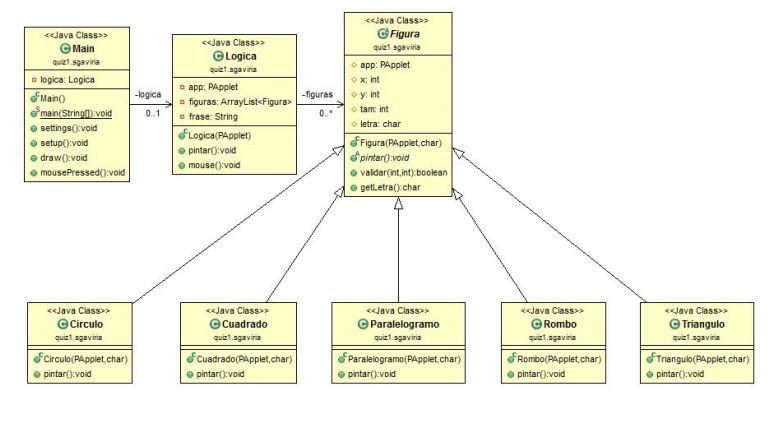 <<Java Class>>
Main
quiz1.sgaviria
logica: Logica
Main()
main(String[]):void
settings():void
setup():void
draw():void
mousePressed():void
-logica
0..1
<<Java Class>>
Logica
quiz1.sgaviria
app: PApplet
figuras: ArrayList<Figura>
frase: String
Logica(PApplet)
pintar():void
mouse():void
-figuras
0..*
<<Java Class>>
Figura
quiz1.sgaviria
app: PApplet
x: int
y: int
tam: int
letra: char
Figura(PApplet,char)
pintar():void
validar(int,int):boolean
getLetra():char
<<Java Class>>
Circulo
quiz1.sgaviria
Circulo(PApplet,char)
pintar():void
<<Java Class>>
Cuadrado
quiz1.sgaviria
Cuadrado(PApplet,char)
pintar():void
<<Java Class>>
Paralelogramo
quiz1.sgaviria
Paralelogramo(PApplet,char)
pintar():void
<<Java Class>>
Rombo
quiz1.sgaviria
Rombo(PApplet,char)
pintar():void
<<Java Class>>
Triangulo
quiz1.sgaviria
Triangulo(PApplet,char)
pintar():void